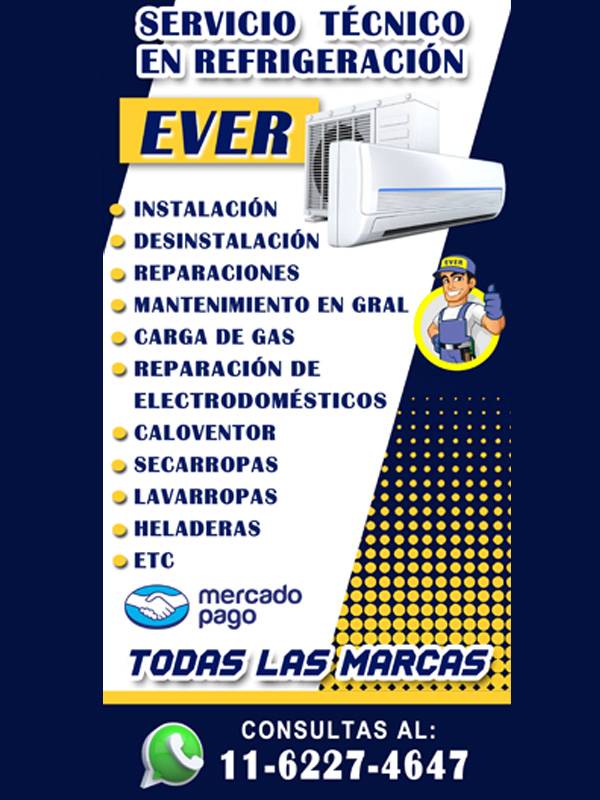 SERVICIO TÉCNICO
EN REFRIGERACIÓN
EVER
INSTALACIÓN
DESINSTALACIÓN
REPARACIONES
EVER
MANTENIMIENTO EN GRAL
CARGA DE GAS
REPARACIÓN DE
ELECTRODOMÉSTICOS
CALOVENTOR
SECARROPAS
LAVARROPAS
HELADERAS
ETC
mercado
pago
TODAS LAS MARCAS
CONSULTAS AL:
11-6227-4647